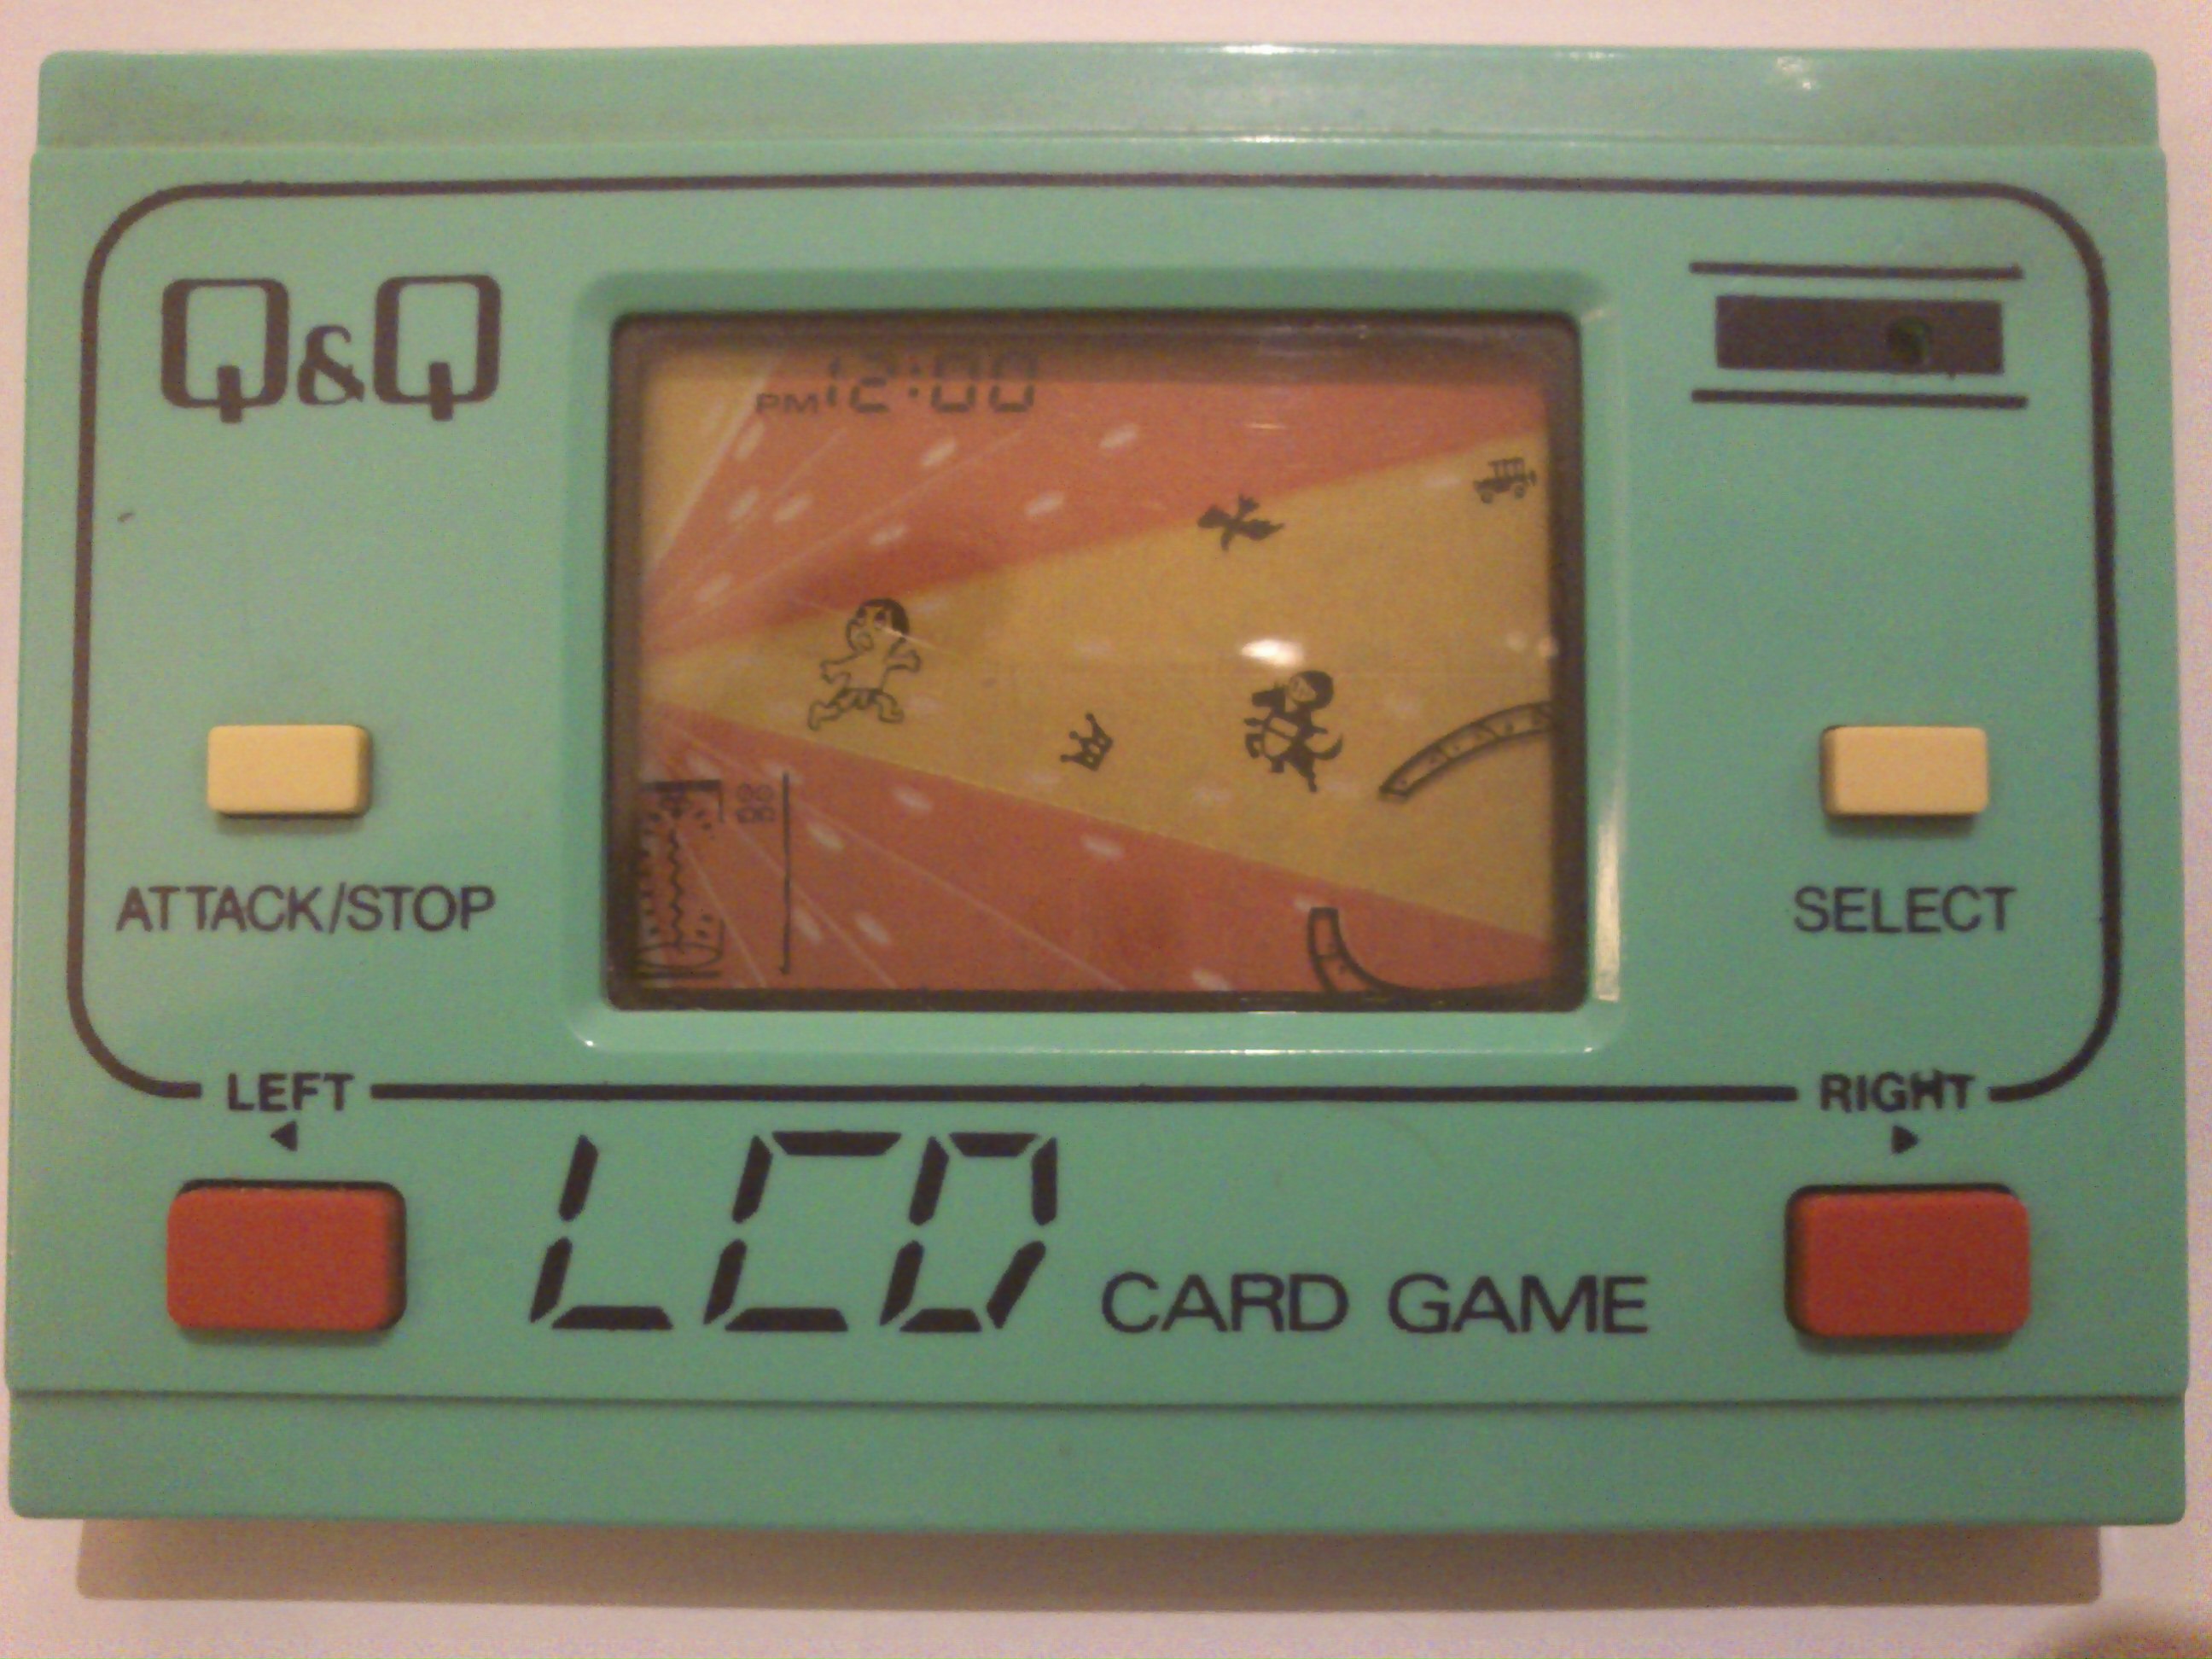 Q&Q
PM 12:00
ATTACK/STOP
SELECT
LEFT
RIGHT
LCD CARD GAME